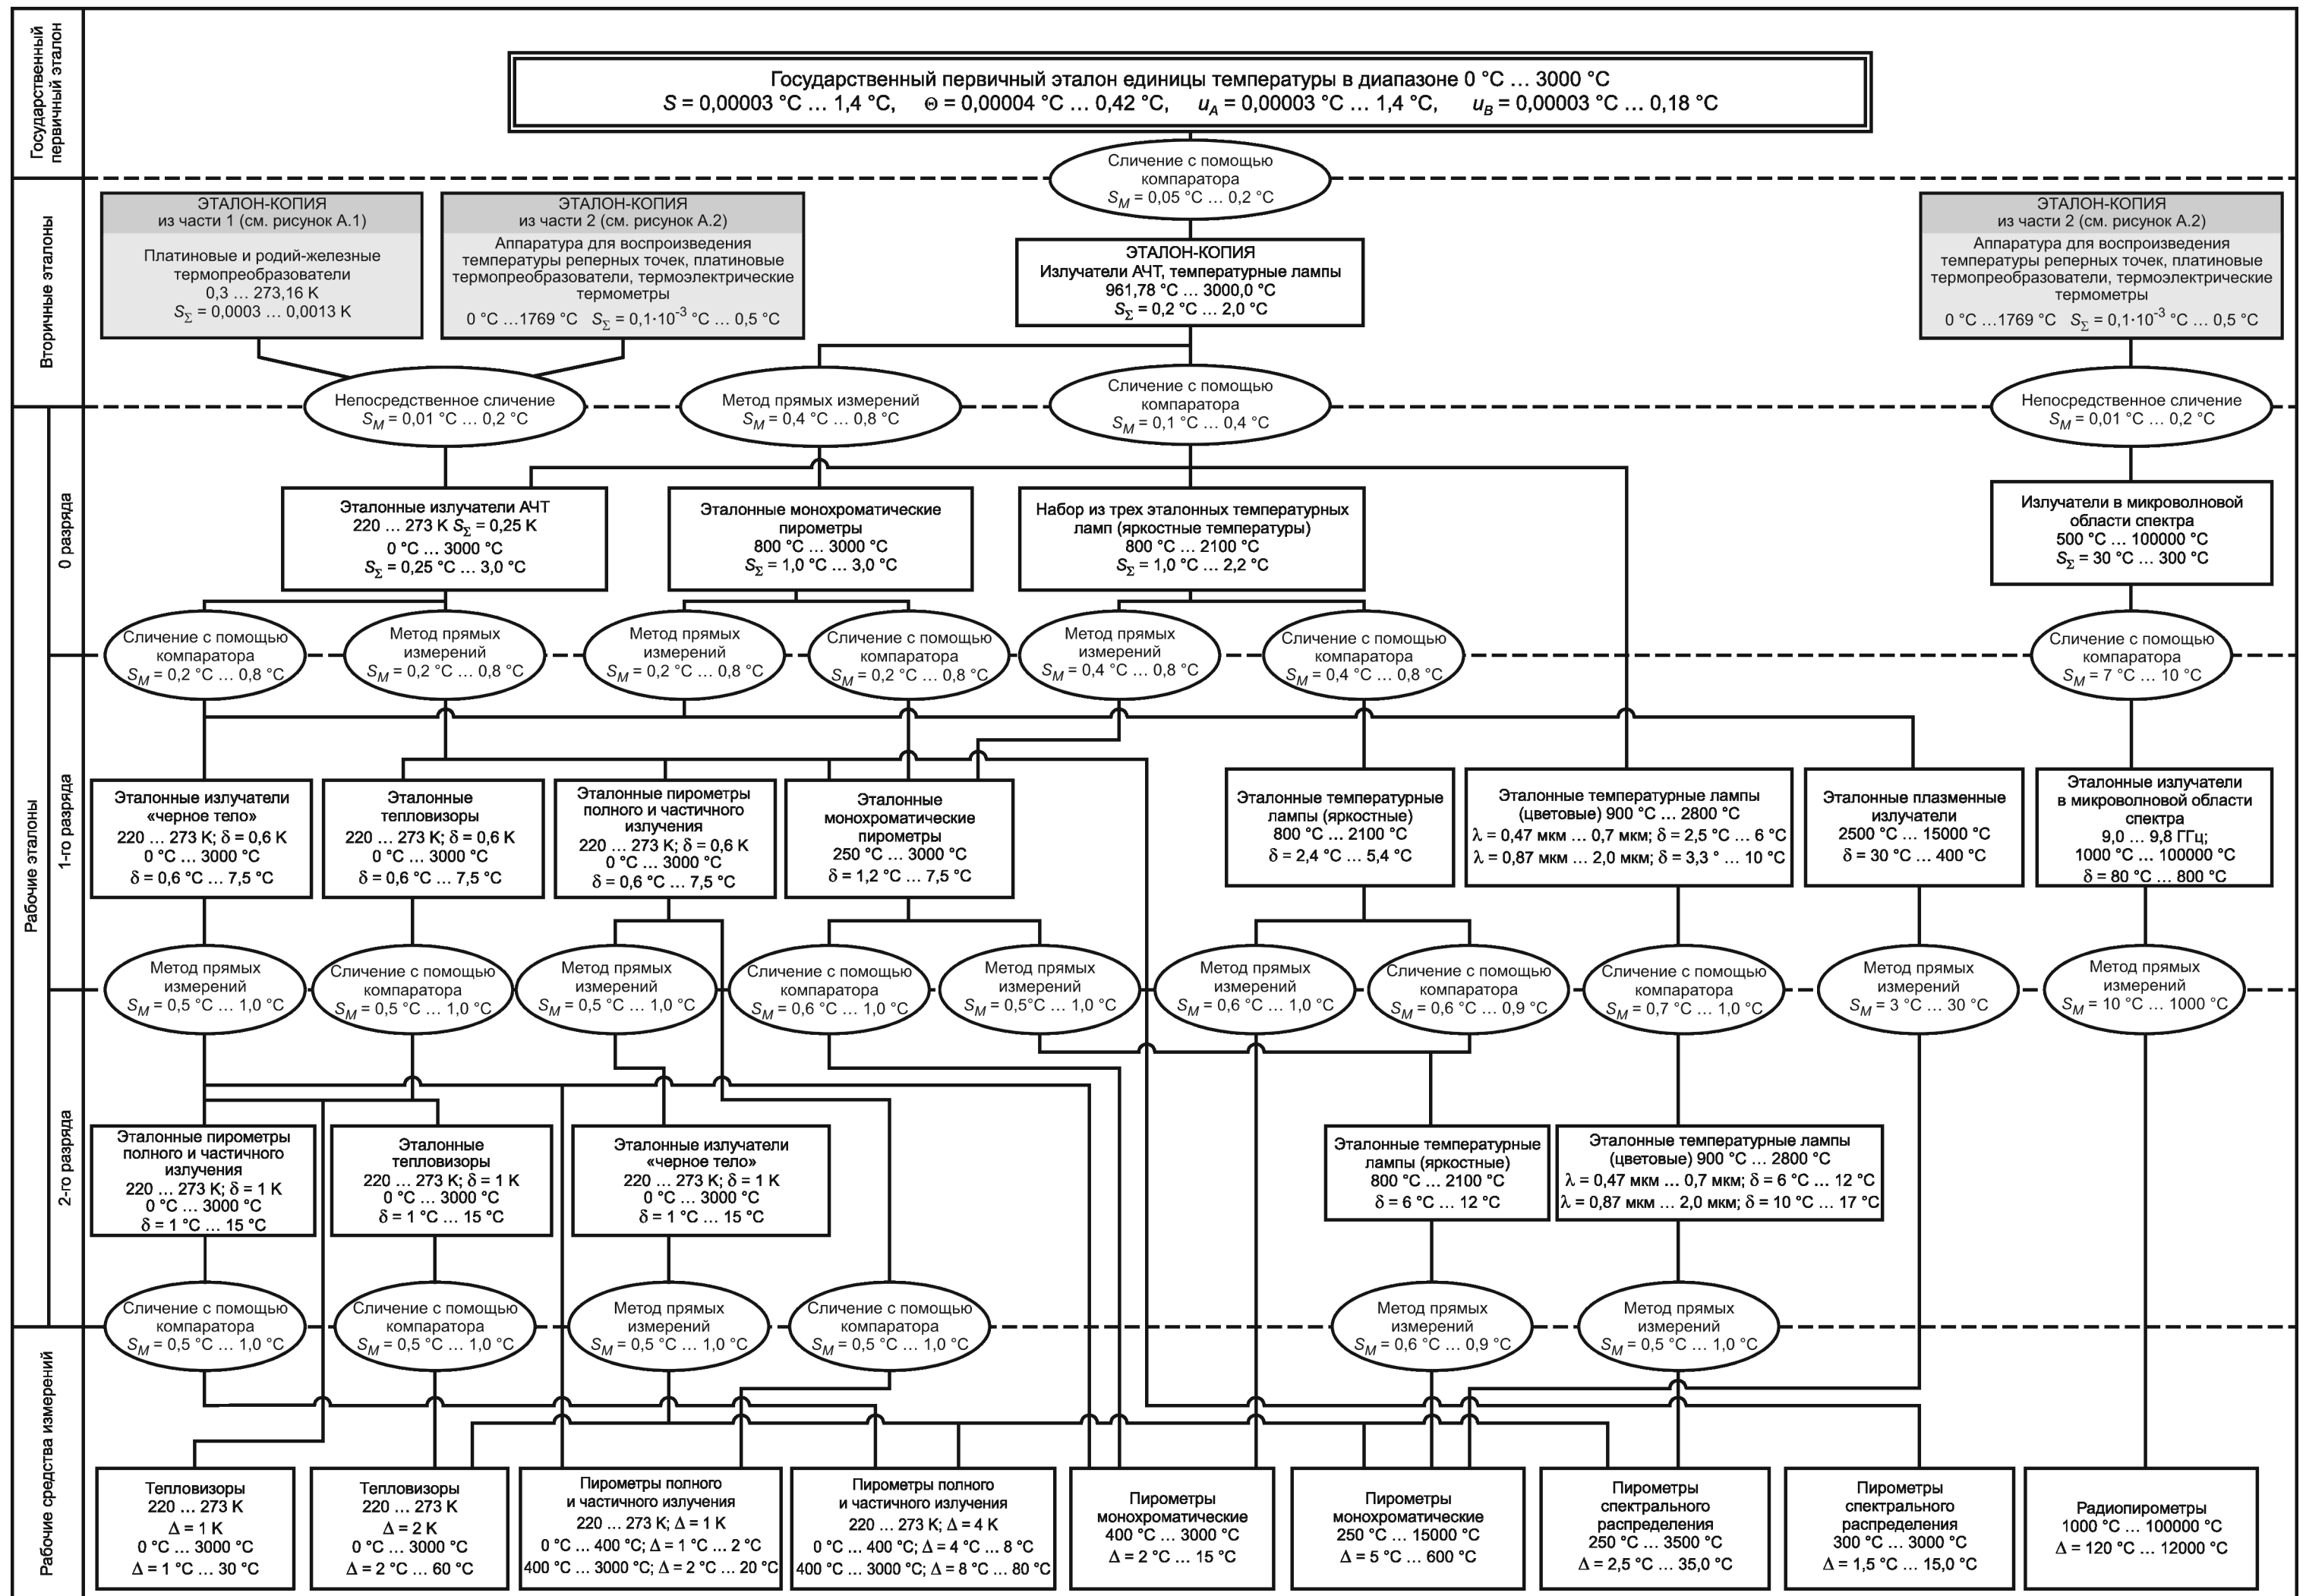 Государственный
первичный эталон
Государственный первичный эталон единицы температуры в диапазоне 0 °C … 3000 °C
S = 0,00003 °C … 1,4 °C, Θ = 0,00004 °C … 0,42 °C, uA = 0,00003 °C … 1,4 °C, uB = 0,00003 °C … 0,18 °C
Сличение с помощью
компаратора
SM = 0,05 °C … 0,2 °C
Вторичные эталоны
ЭТАЛОН-КОПИЯ
из части 1 (см. рисунок А.1)
Платиновые и родий-железные
термопреобразователи
0,3 … 273,16 K
SΣ = 0,0003 … 0,0013 K
ЭТАЛОН-КОПИЯ
из части 2 (см. рисунок А.2)
Аппаратура для воспроизведения
температуры реперных точек, платиновые
термопреобразователи, термоэлектрические
термометры
0 °C …1769 °C SΣ = 0,1·10-3 °C … 0,5 °C
ЭТАЛОН-КОПИЯ
Излучатели АЧТ, температурные лампы
961,78 °C … 3000,0 °C
SΣ = 0,2 °C … 2,0 °C
ЭТАЛОН-КОПИЯ
из части 2 (см. рисунок А.2)
Аппаратура для воспроизведения
температуры реперных точек, платиновые
термопреобразователи, термоэлектрические
термометры
0 °C …1769 °C SΣ = 0,1·10-3 °C … 0,5 °C
Непосредственное сличение
SM = 0,01 °C … 0,2 °C
Метод прямых измерений
SM = 0,4 °C … 0,8 °C
Сличение с помощью
компаратора
SM = 0,1 °C … 0,4 °C
Непосредственное сличение
SM = 0,01 °C … 0,2 °C
Рабочие эталоны
0 разряда
Эталонные излучатели АЧТ
220 … 273 K SΣ = 0,25 K
0 °C … 3000 °C
SΣ = 0,25 °C … 3,0 °C
Эталонные монохроматические
пирометры
800 °C … 3000 °C
SΣ = 1,0 °C … 3,0 °C
Набор из трех эталонных температурных
ламп (яркостные температуры)
800 °C … 2100 °C
SΣ = 1,0 °C … 2,2 °C
Излучатели в микроволновой
области спектра
500 °C … 100000 °C
SΣ = 30 °C … 300 °C
Сличение с помощью
компаратора
SM = 0,2 °C … 0,8 °C
Метод прямых
измерений
SM = 0,2 °C … 0,8 °C
Метод прямых
измерений
SM = 0,2 °C … 0,8 °C
Сличение с помощью
компаратора
SM = 0,2 °C … 0,8 °C
Метод прямых
измерений
SM = 0,4 °C … 0,8 °C
Сличение с помощью
компаратора
SM = 0,4 °C … 0,8 °C
Сличение с помощью
компаратора
SM = 7 °C … 10 °C
1-го разряда
Эталонные излучатели
«черное тело»
220 … 273 K; δ = 0,6 K
0 °C … 3000 °C
δ = 0,6 °C … 7,5 °C
Эталонные
тепловизоры
220 … 273 K; δ = 0,6 K
0 °C … 3000 °C
δ = 0,6 °C … 7,5 °C
Эталонные пирометры
полного и частичного
излучения
220 … 273 K; δ = 0,6 K
0 °C … 3000 °C
δ = 0,6 °C … 7,5 °C
Эталонные
монохроматические
пирометры
250 °C … 3000 °C
δ = 1,2 °C … 7,5 °C
Эталонные температурные
лампы (яркостные)
800 °C … 2100 °C
δ = 2,4 °C … 5,4 °C
Эталонные температурные лампы
(цветовые) 900 °C … 2800 °C
λ = 0,47 мкм … 0,7 мкм; δ = 2,5 °C … 6 °C
λ = 0,87 мкм … 2,0 мкм; δ = 3,3 ° … 10 °C
Эталонные плазменные
излучатели
2500 °C … 15000 °C
δ = 30 °C … 400 °C
Эталонные излучатели
в микроволновой области
спектра
9,0 … 9,8 ГГц;
1000 °C … 100000 °C
δ = 80 °C … 800 °C
Метод прямых
измерений
SM = 0,5 °C … 1,0 °C
Сличение с помощью
компаратора
SM = 0,5 °C … 1,0 °C
Метод прямых
измерений
SM = 0,5 °C … 1,0 °C
Сличение с помощью
компаратора
SM = 0,6 °C … 1,0 °C
Метод прямых
измерений
SM = 0,5°C … 1,0 °C
Метод прямых
измерений
SM = 0,6 °C … 1,0 °C
Сличение с помощью
компаратора
SM = 0,6 °C … 0,9 °C
Сличение с помощью
компаратора
SM = 0,7 °C … 1,0 °C
Метод прямых
измерений
SM = 3 °C … 30 °C
Метод прямых
измерений
SM = 10 °C … 1000 °C
2-го разряда
Эталонные пирометры
полного и частичного
излучения
220 … 273 K; δ = 1 K
0 °C … 3000 °C
δ = 1 °C … 15 °C
Эталонные
тепловизоры
220 … 273 K; δ = 1 K
0 °C … 3000 °C
δ = 1 °C … 15 °C
Эталонные излучатели
«черное тело»
220 … 273 K; δ = 1 K
0 °C … 3000 °C
δ = 1 °C … 15 °C
Эталонные температурные
лампы (яркостные)
800 °C … 2100 °C
δ = 6 °C … 12 °C
Эталонные температурные лампы
(цветовые) 900 °C … 2800 °C
λ = 0,47 мкм … 0,7 мкм; δ = 6 °C … 12 °C
λ = 0,87 мкм … 2,0 мкм; δ = 10 °C … 17 °C
Сличение с помощью
компаратора
SM = 0,5 °C … 1,0 °C
Сличение с помощью
компаратора
SM = 0,5 °C … 1,0 °C
Метод прямых
измерений
SM = 0,5 °C … 1,0 °C
Сличение с помощью
компаратора
SM = 0,5 °C … 1,0 °C
Метод прямых
измерений
SM = 0,6 °C … 0,9 °C
Метод прямых
измерений
SM = 0,5 °C … 1,0 °C
Рабочие средства измерений
Тепловизоры
220 … 273 K
Δ = 1 K
0 °C … 3000 °C
Δ = 1 °C … 30 °C
Тепловизоры
220 … 273 K
Δ = 2 K
0 °C … 3000 °C
Δ = 2 °C … 60 °C
Пирометры полного
и частичного излучения
220 … 273 K; Δ = 1 K
0 °C … 400 °C; Δ = 1 °C … 2 °C
400 °C … 3000 °C; Δ = 2 °C … 20 °C
Пирометры полного
и частичного излучения
220 … 273 K; Δ = 4 K
0 °C … 400 °C; Δ = 4 °C … 8 °C
400 °C … 3000 °C; Δ = 8 °C … 80 °C
Пирометры
монохроматические
400 °C … 3000 °C
Δ = 2 °C … 15 °C
Пирометры
монохроматические
250 °C … 15000 °C
Δ = 5 °C … 600 °C
Пирометры
спектрального
распределения
250 °C … 3500 °C
Δ = 2,5 °C … 35,0 °C
Пирометры
спектрального
распределения
300 °C … 3000 °C
Δ = 1,5 °C … 15,0 °C
Радиопирометры
1000 °C … 100000 °C
Δ = 120 °C … 12000 °C